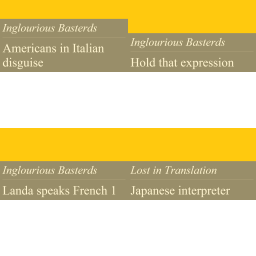 Inglourious Basterds
Americans in Italian
disguise
Inglourious Basterds
Hold that expression
Inglourious Basterds
Landa speaks French 1
Lost in Translation
Japanese interpreter